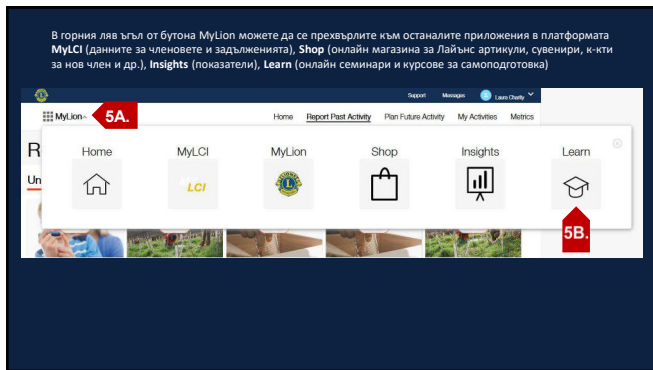 В горния ляв ъгъл от бутона MyLion можете да се прехвърлите към останалите приложения в платформата
MyLCI (данните за членовете и задълженията), Shop (онлайн магазина за Лайънс артикули, сувенири, к-кти
за нов член и др.), Insights (показатели), Learn (онлайн семинари и курсове за самоподготовка)
Support Messages Laura Charity
MyLion 5A. Home Report Past Activity Plan Future Activity My Activities Metrics
R
Home MyLCI MyLion Shop Insights Learn
Un
LCI
5B.